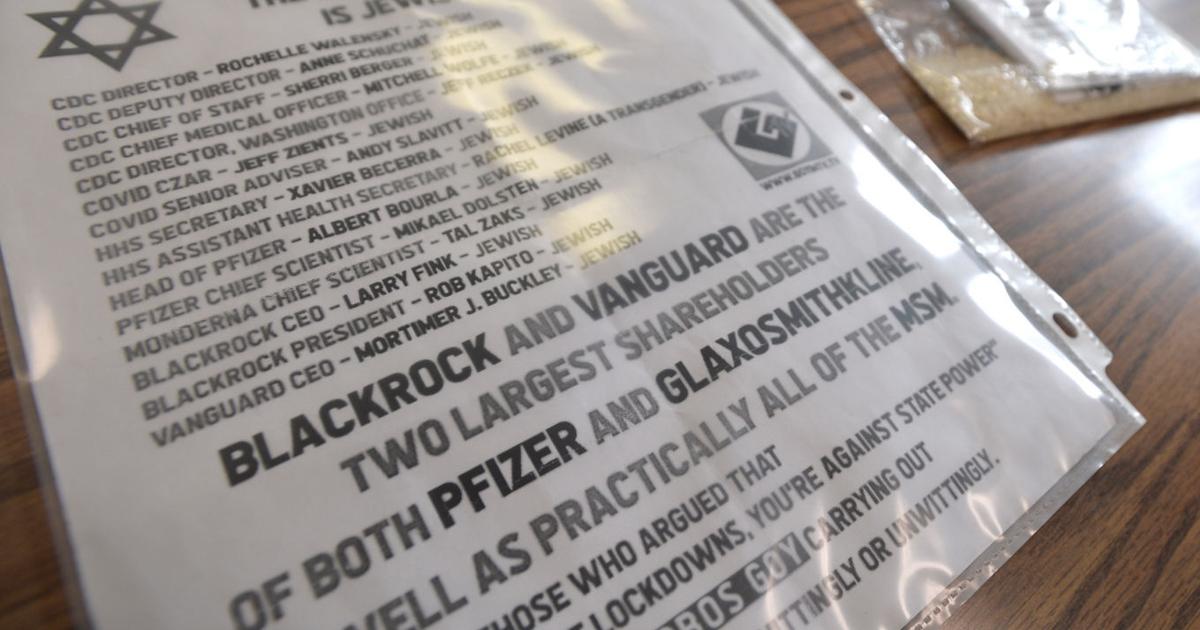 IS
CDC DIRECTOR – ROCHELLE WALENSKY – JEWISH
CDC DEPUTY DIRECTOR – ANNE SCHUCHAT – JEWISH
CDC CHIEF OF STAFF – SHERRI BERGER – JEWISH
CDC CHIEF MEDICAL OFFICER – MITCHELL WOLFE – JEWISH
CDC DIRECTOR, WASHINGTON OFFICE – JEFF RECZEK – JEWISH
COVID CZAR – JEFF ZIENTS – JEWISH
COVID SENIOR ADVISER – ANDY SLAVITT – JEWISH
HHS SECRETARY – XAVIER BECERRA – JEWISH
HHS ASSISTANT HEALTH SECRETARY – RACHEL LEVINE (A TRANSGENDER) – JEWISH
HEAD OF PFIZER – ALBERT BOURLA – JEWISH
PFIZER CHIEF SCIENTIST – MIKAEL DOLSTEN – JEWISH
MONDERNA CHIEF SCIENTIST – TAL ZAKS – JEWISH
BLACKROCK CEO – LARRY FINK – JEWISH
BLACKROCK PRESIDENT – ROB KAPITO – JEWISH
VANGUARD CEO – MORTIMER J. BUCKLEY – JEWISH
BLACKROCK AND VANGUARD ARE THE
TWO LARGEST SHAREHOLDERS
OF BOTH PFIZER AND GLAXOSMITHKLINE,
AS PRACTICALLY ALL OF THE MSM.
THOSE WHO ARGUED THAT
LOCKDOWNS, YOU'RE AGAINST STATE POWER"
GOY CARRYING OUT
OR UNWITTINGLY.